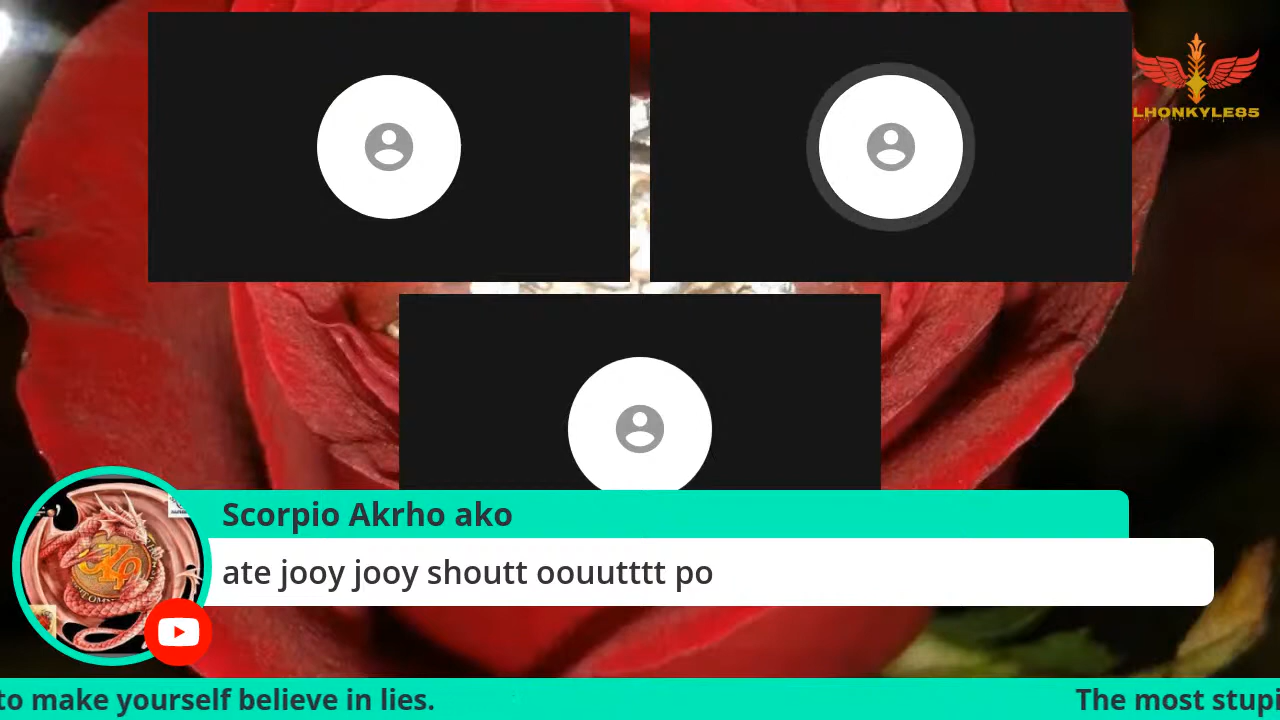 LHONKYLE85
Scorpio Akrho ako
ate jooy jooy shoutt oouutttt po
to make yourself believe in lies.
The most stupi